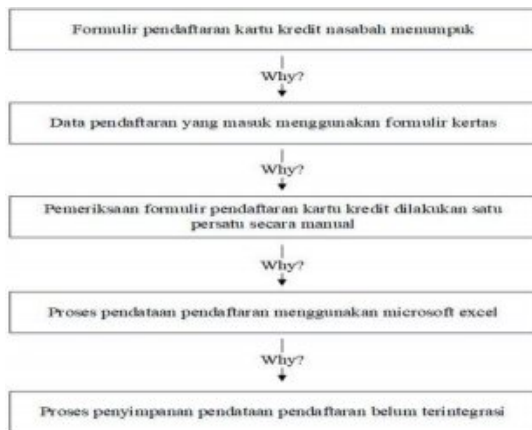 Formulir pendaftaran kartu kredit nasabah menumpuk
Why?
Data pendaftaran yang masuk menggunakan formulir kertas
Why?
Pemeriksaan formulir pendaftaran kartu kredit dilakukan satu
persatu secara manual
Why?
Proses pendataan pendaftaran menggunakan microsoft excel
Why?
Proses penyimpanan pendataan pendaftaran belum terintegrasi